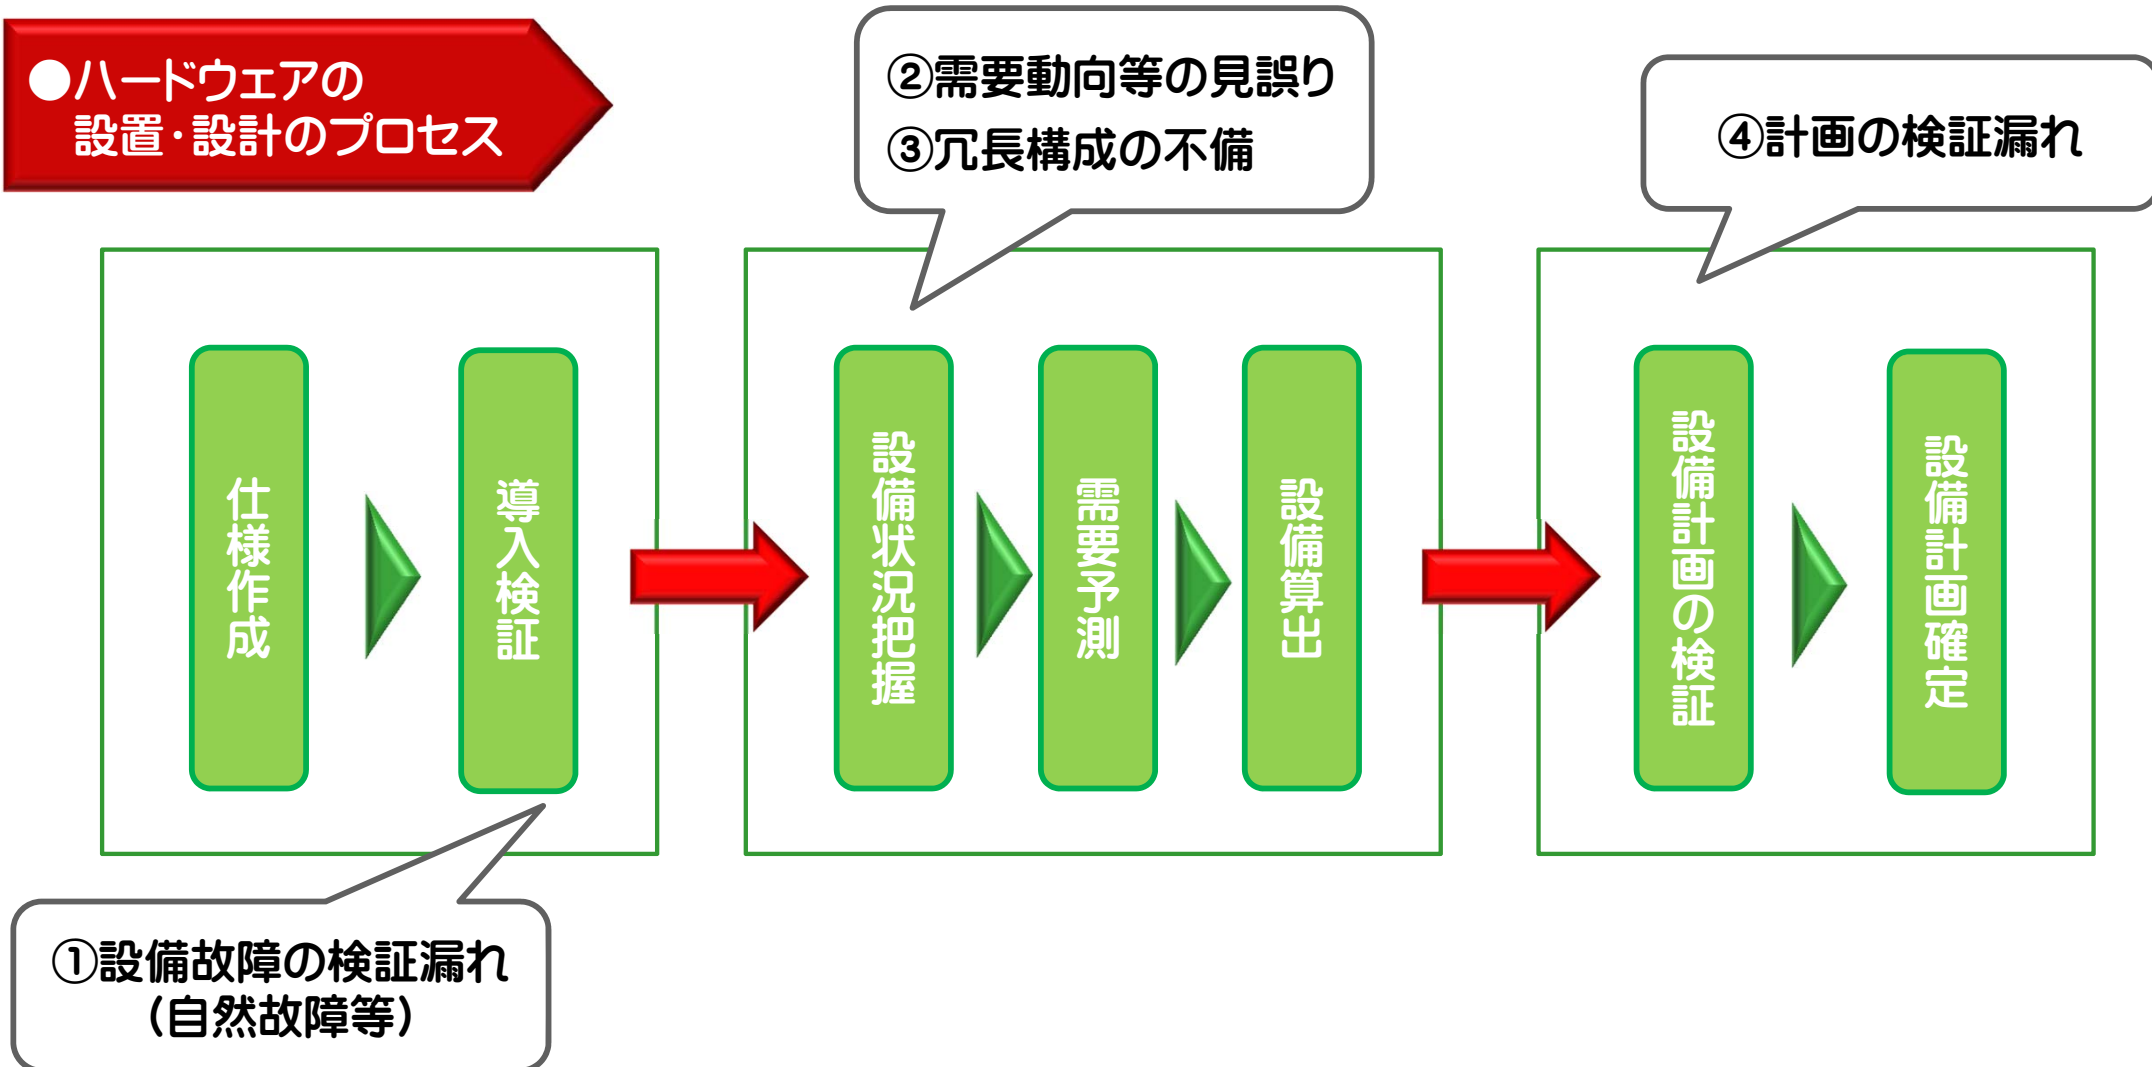 ●ハードウェアの
設置・設計のプロセス
②需要動向等の見誤り
③冗長構成の不備
④計画の検証漏れ
仕様作成
導入検証
設備状況把握
需要予測
設備算出
設備計画の検証
設備計画確定
①設備故障の検証漏れ
（自然故障等）